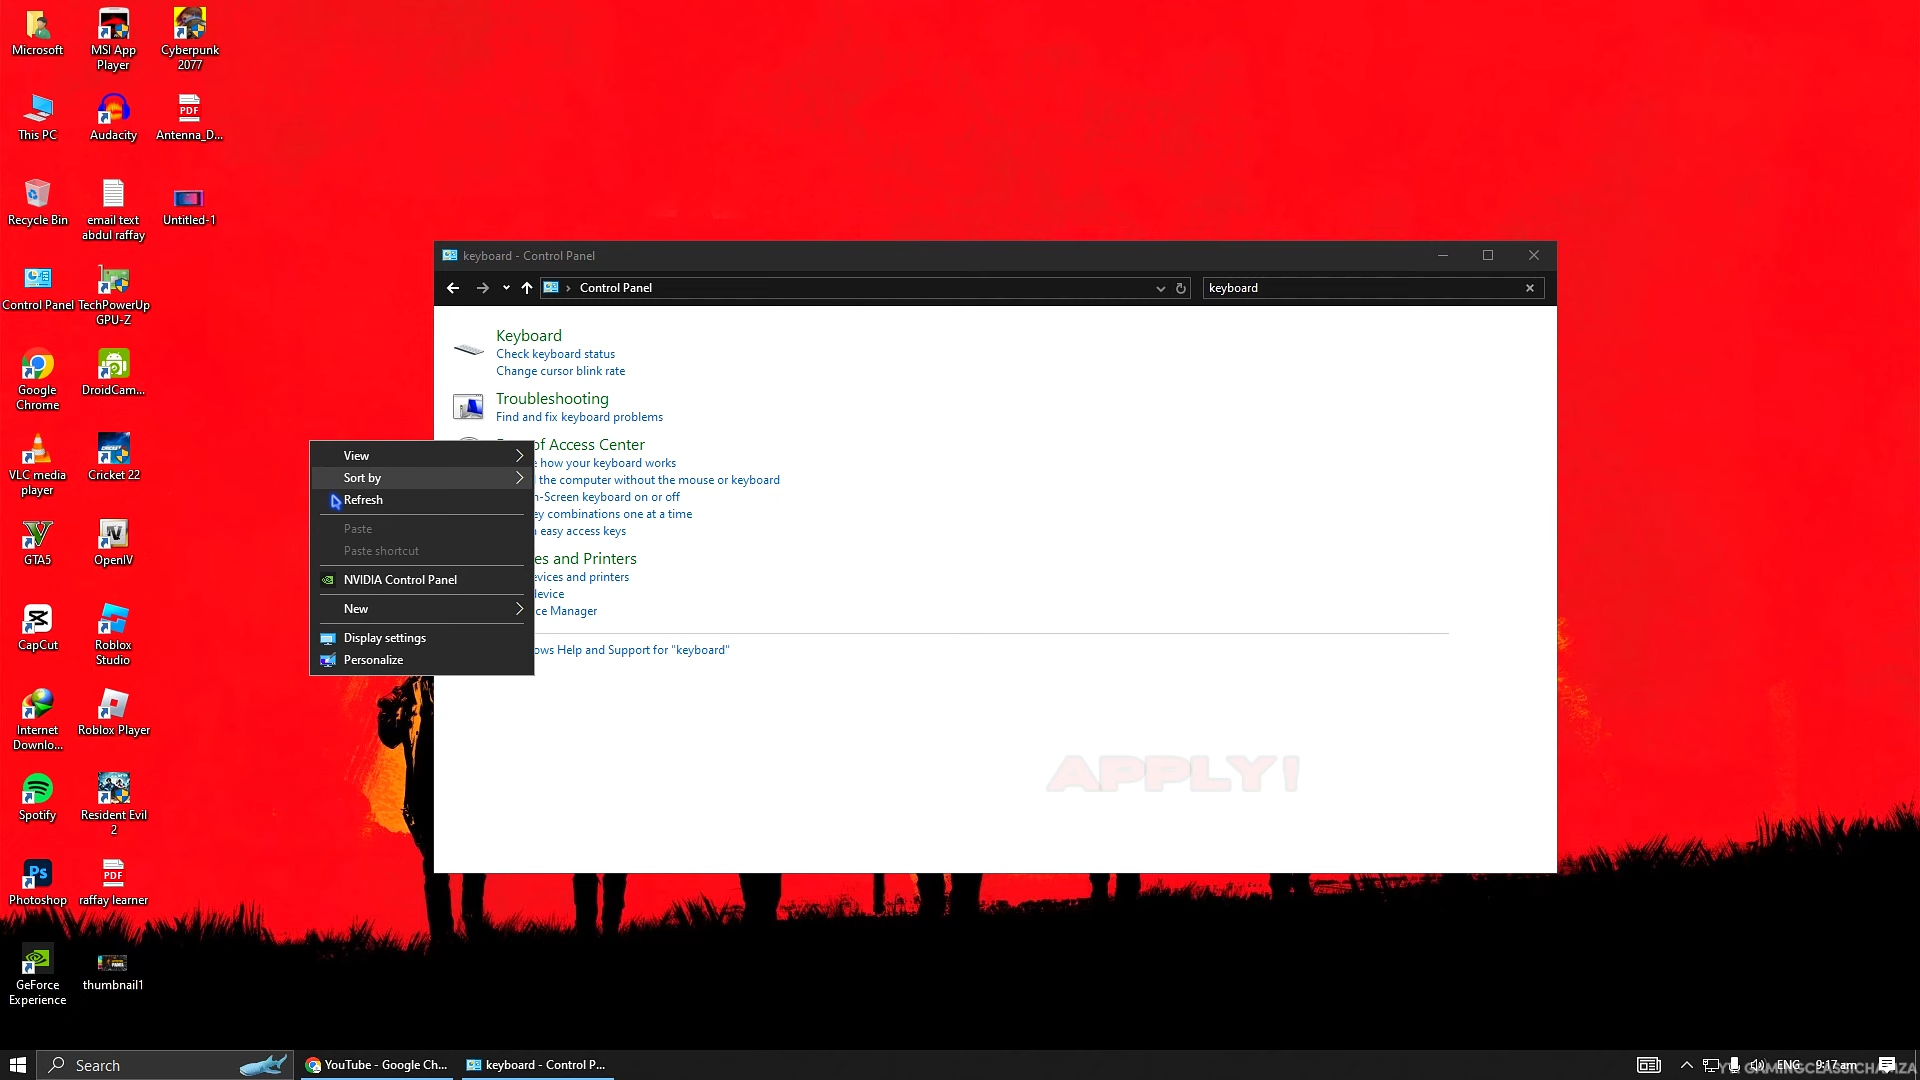 Microsoft
MSI App
Player
Cyberpunk
2077
This PC
Audacity
PDF
Antenna_D...
Recycle Bin
email text
abdul raffay
Untitled-1
Control Panel
TechPowerUp
GPU-Z
Google
Chrome
DroidCam...
VLC media
player
Cricket 22
GTA5
OpenIV
CapCut
Roblox
Studio
Internet
Downlo...
Roblox Player
Spotify
Resident Evil
2
Ps
Photoshop
PDF
raffay learner
GeForce
Experience
thumbnail1
keyboard - Control Panel
Control Panel
keyboard
Keyboard
Check keyboard status
Change cursor blink rate
Troubleshooting
Find and fix keyboard problems
of Access Center
how your keyboard works
the computer without the mouse or keyboard
n-Screen keyboard on or off
ey combinations one at a time
easy access keys
es and Printers
evices and printers
device
ce Manager
ows Help and Support for "keyboard"
View
Sort by
Refresh
Paste
Paste shortcut
NVIDIA Control Panel
New
Display settings
Personalize
APPLY!
Search
YouTube - Google Ch...
keyboard - Control P...
ENG
9:17 am